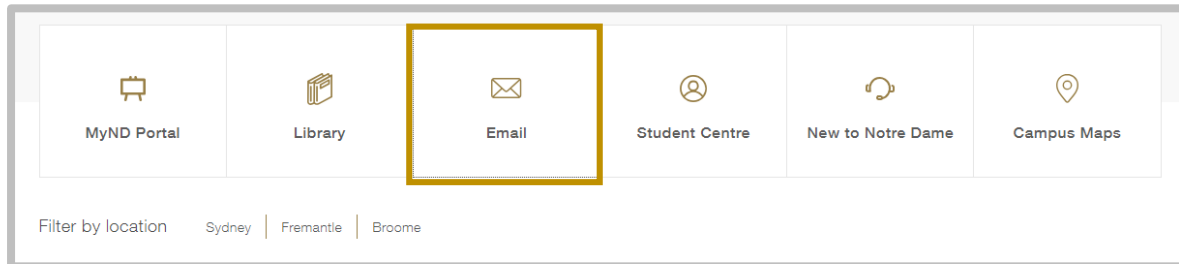 MyND Portal Library Email Student Centre New to Notre Dame Campus Maps
Filter by location Sydney Fremantle Broome